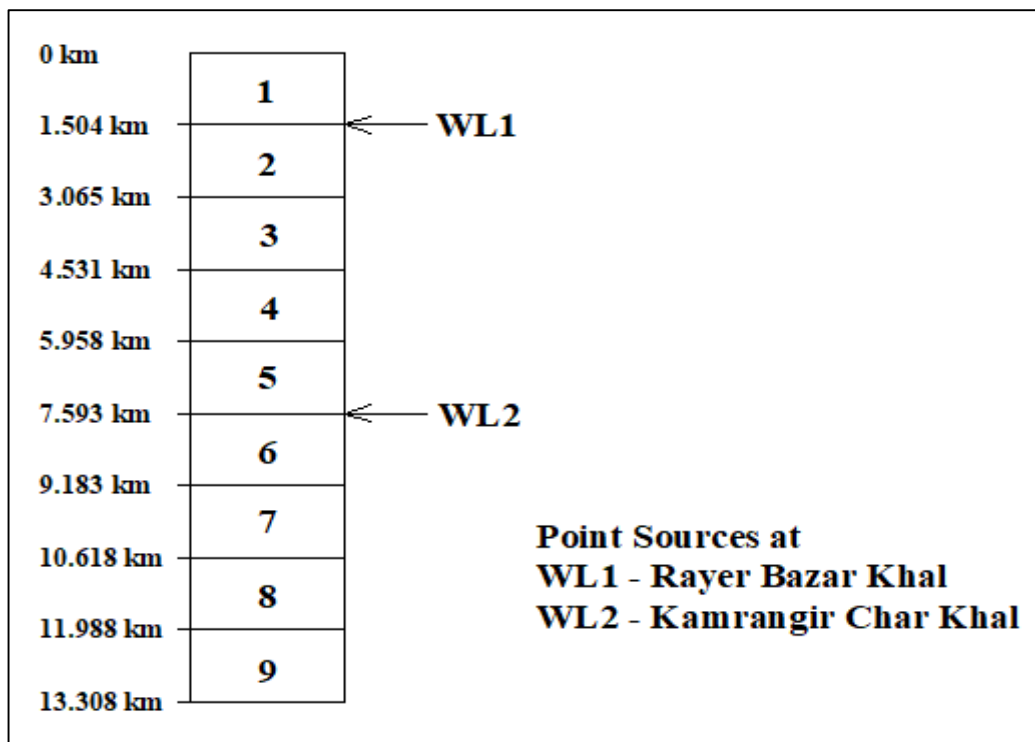 0 km
1
1.504 km
WL1
2
3.065 km
3
4.531 km
4
5.958 km
5
7.593 km
WL2
6
9.183 km
7
10.618 km
8
11.988 km
9
13.308 km
Point Sources at
WL1 - Rayer Bazar Khal
WL2 - Kamrangir Char Khal